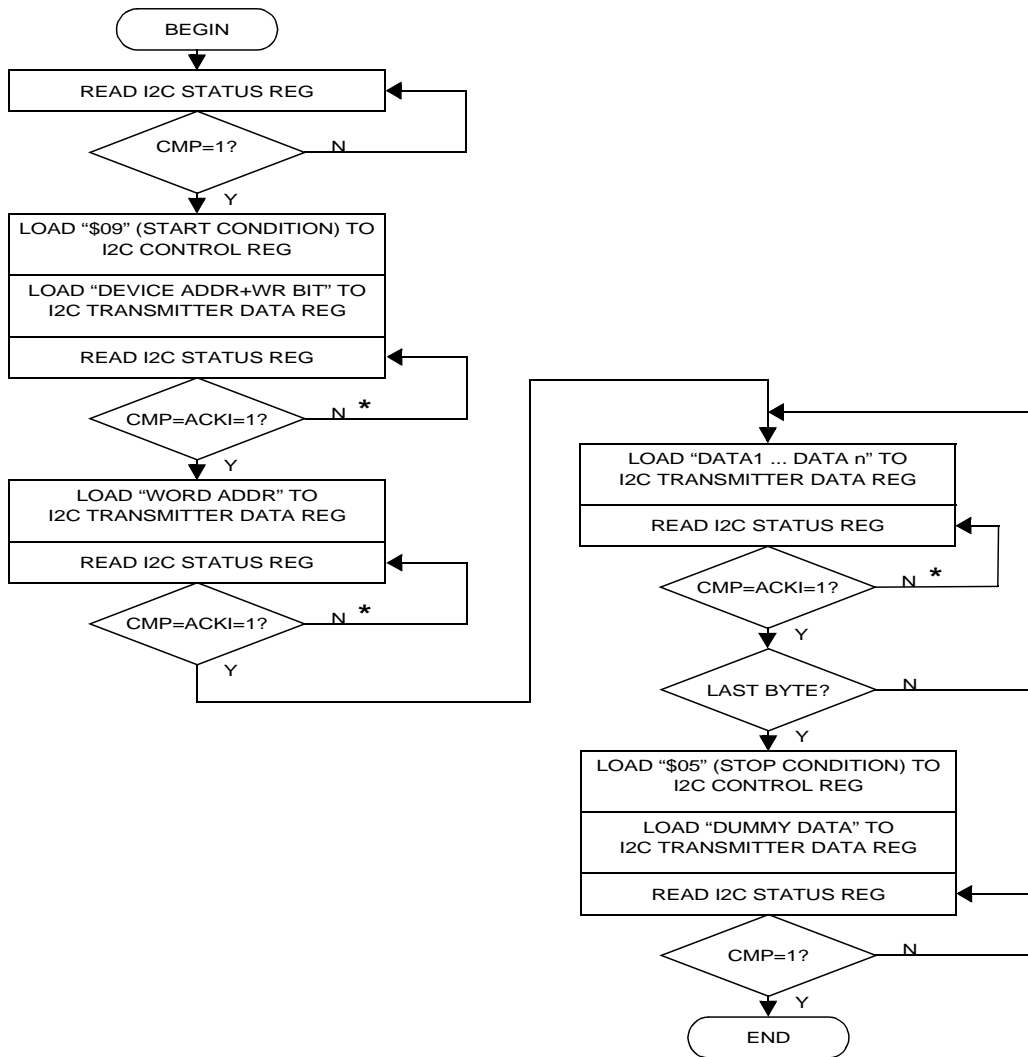 BEGIN
READ I2C STATUS REG
CMP=1?
N
Y
LOAD “$09” (START CONDITION) TO
I2C CONTROL REG
LOAD “DEVICE ADDR+WR BIT” TO
I2C TRANSMITTER DATA REG
READ I2C STATUS REG
CMP=ACKI=1?
N *
Y
LOAD “WORD ADDR” TO
I2C TRANSMITTER DATA REG
READ I2C STATUS REG
CMP=ACKI=1?
N *
Y
LOAD “DATA1 ... DATA n” TO
I2C TRANSMITTER DATA REG
READ I2C STATUS REG
CMP=ACKI=1?
N *
Y
LAST BYTE?
N
Y
LOAD “$05” (STOP CONDITION) TO
I2C CONTROL REG
LOAD “DUMMY DATA” TO
I2C TRANSMITTER DATA REG
READ I2C STATUS REG
CMP=1?
N
Y
END